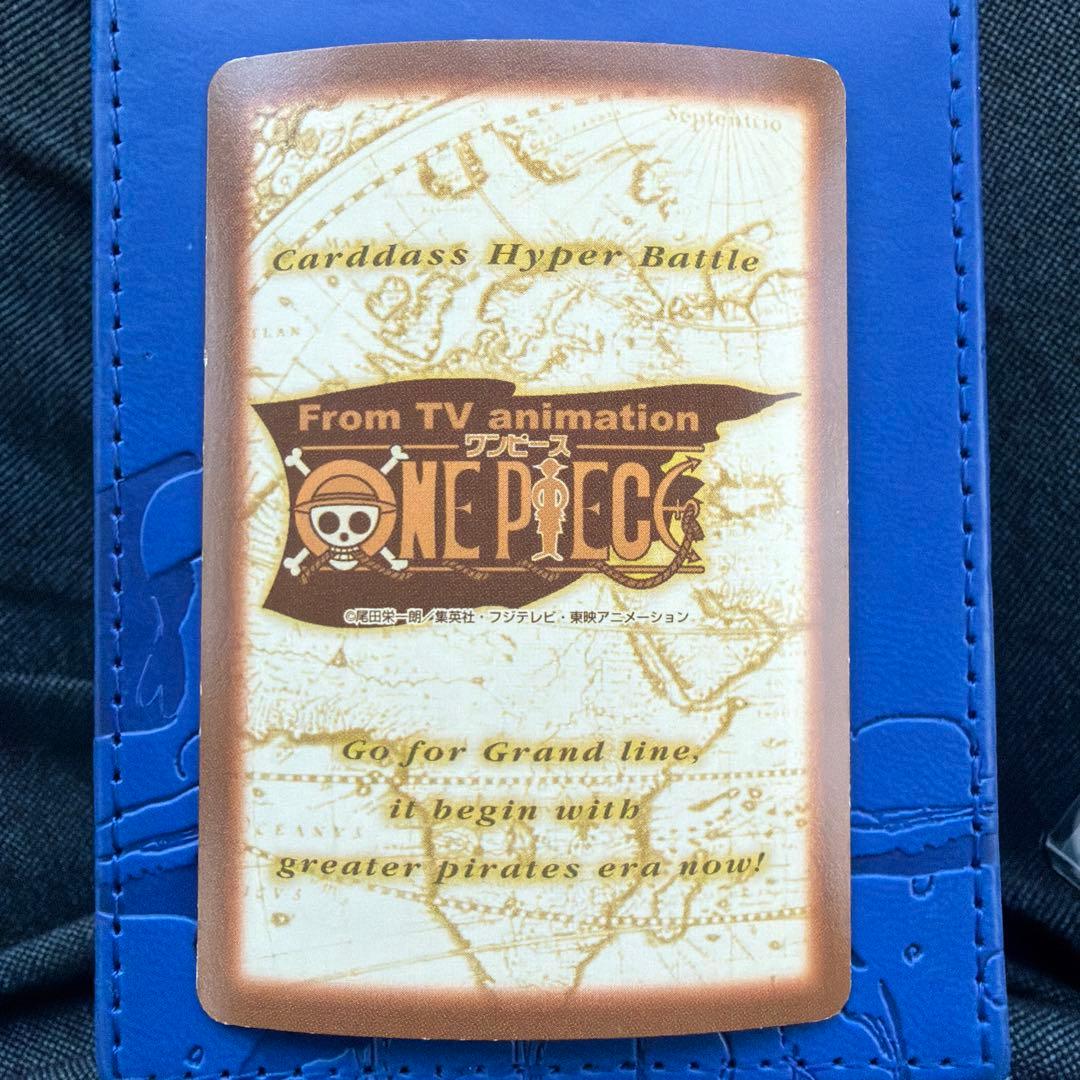 Septentrio
Carddass Hyper Battle
From TV animation
ワンピース
ONE PIECE
©尾田栄一朗／集英社・フジテレビ・東映アニメーション
Go for Grand line,
it begin with
greater pirates era now!